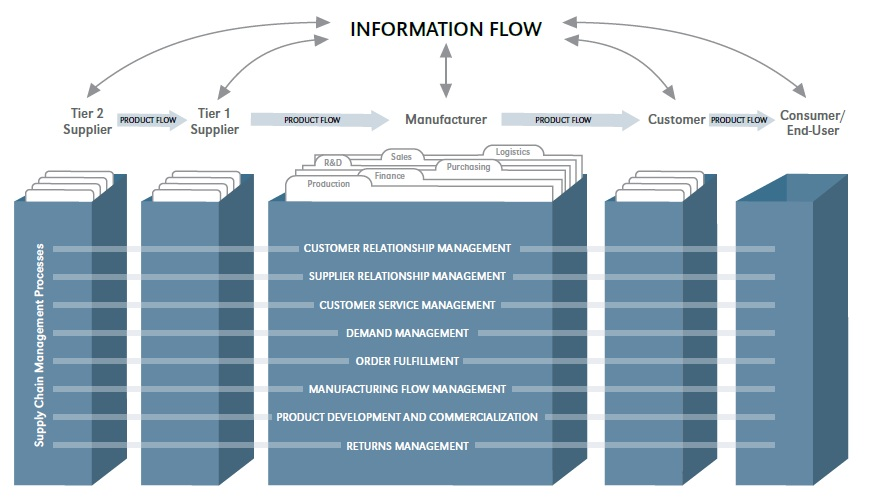 INFORMATION FLOW
Tier 2
Supplier
PRODUCT FLOW
Tier 1
Supplier
PRODUCT FLOW
Manufacturer
PRODUCT FLOW
Customer
PRODUCT FLOW
Consumer/
End-User
Logistics
Sales
R&D
Purchasing
Finance
Production
Supply Chain Management Processes
CUSTOMER RELATIONSHIP MANAGEMENT
SUPPLIER RELATIONSHIP MANAGEMENT
CUSTOMER SERVICE MANAGEMENT
DEMAND MANAGEMENT
ORDER FULFILLMENT
MANUFACTURING FLOW MANAGEMENT
PRODUCT DEVELOPMENT AND COMMERCIALIZATION
RETURNS MANAGEMENT